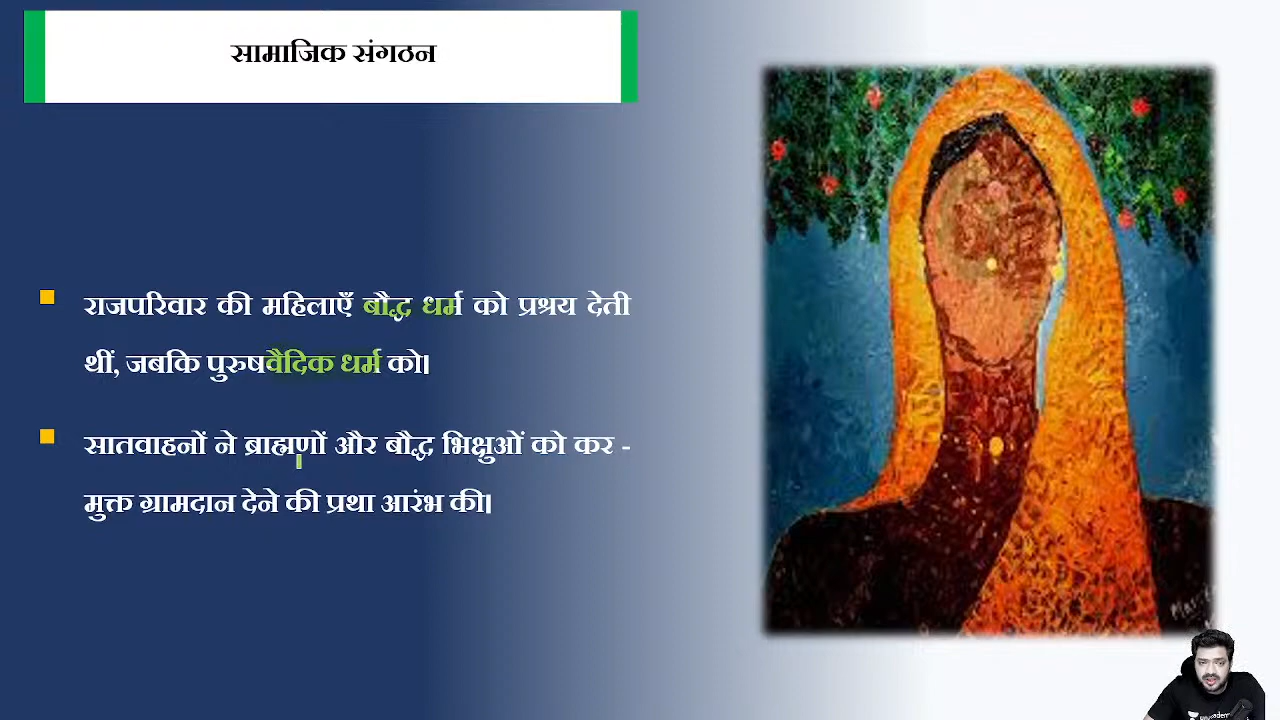 सामाजिक संगठन
राजपरिवार की महिलाएँ बौद्ध धर्म को प्रश्रय देती
थीं, जबकि पुरुषवैदिक धर्म को।
सातवाहनों ने ब्राह्मणों और बौद्ध भिक्षुओं को कर -
मुक्त ग्रामदान देने की प्रथा आरंभ की।